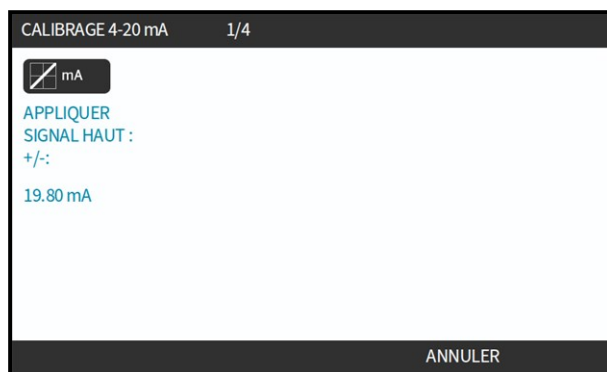 CALIBRAGE 4-20 mA 1/4
mA
APPLIQUER
SIGNAL HAUT :
+/-:
19.80 mA
ANNULER